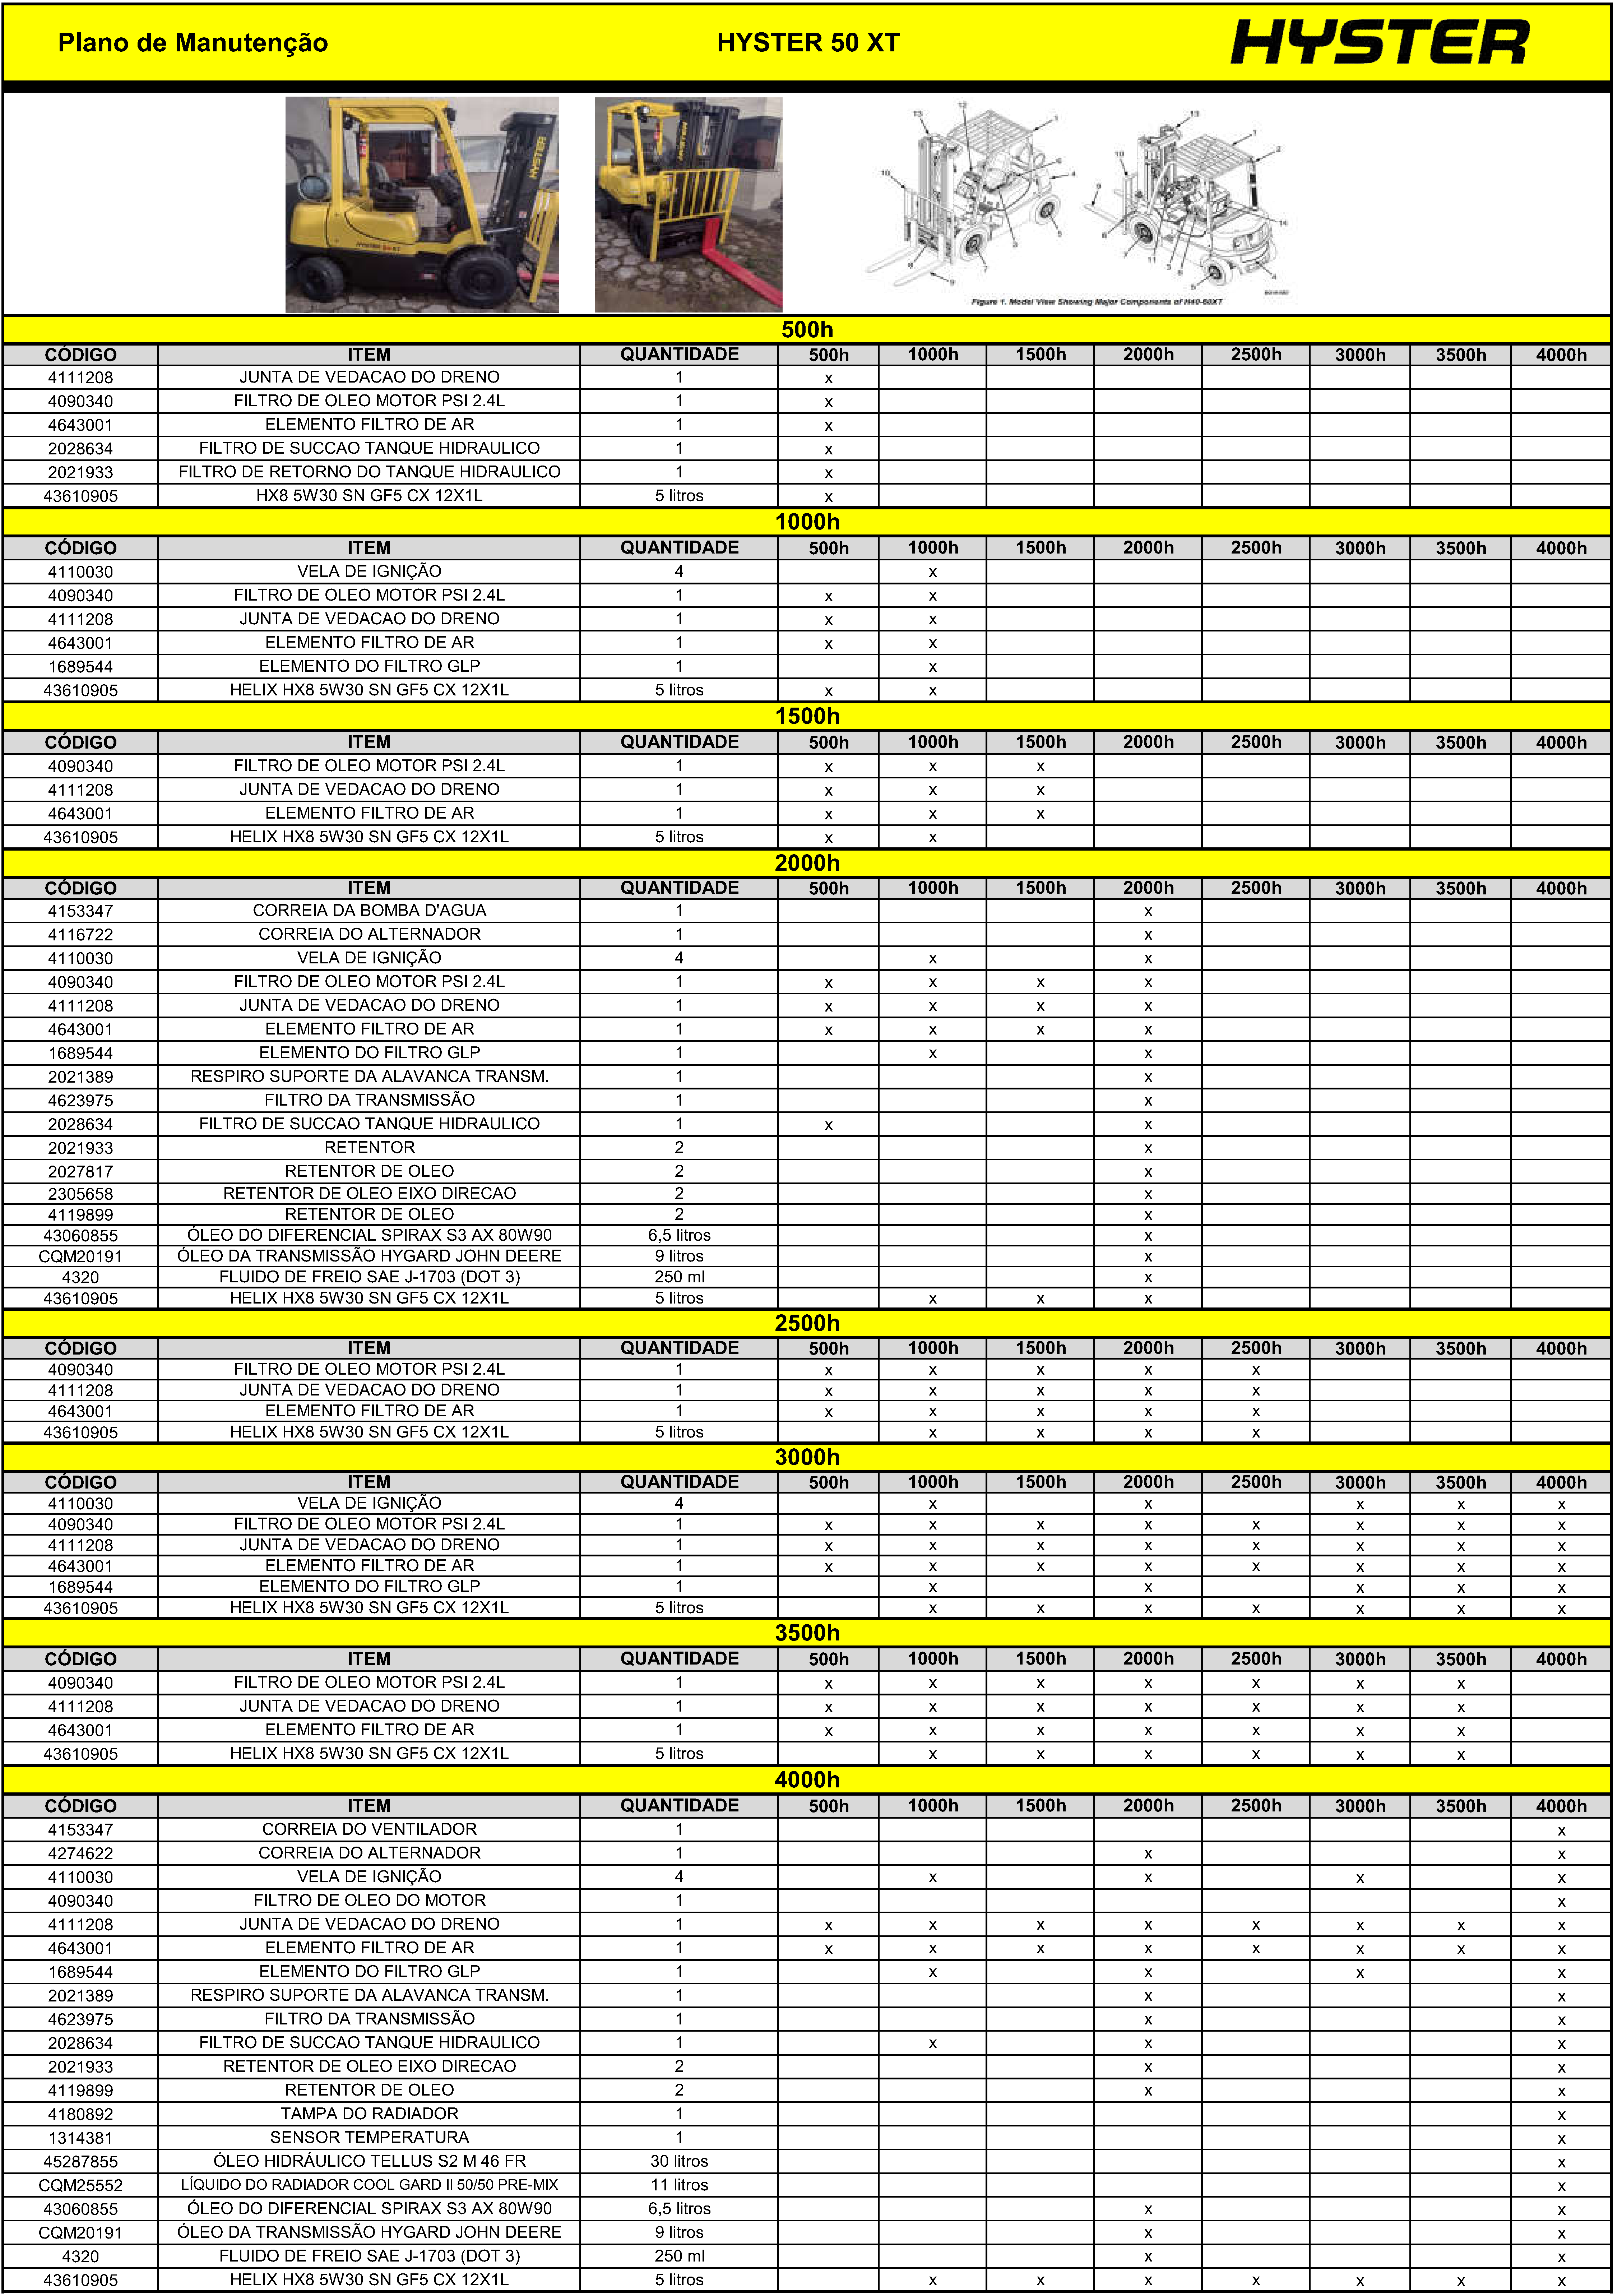 Plano de Manutenção HYSTER 50 XT HYSTER
Figure 1. Model View Showing Major Components of H40-60XT
500h
CÓDIGO ITEM QUANTIDADE 500h 1000h 1500h 2000h 2500h 3000h 3500h 4000h
4111208 JUNTA DE VEDACAO DO DRENO 1 x
4090340 FILTRO DE OLEO MOTOR PSI 2.4L 1 x
4643001 ELEMENTO FILTRO DE AR 1 x
2028634 FILTRO DE SUCCAO TANQUE HIDRAULICO 1 x
2021933 FILTRO DE RETORNO DO TANQUE HIDRAULICO 1 x
43610905 HX8 5W30 SN GF5 CX 12X1L 5 litros x
1000h
CÓDIGO ITEM QUANTIDADE 500h 1000h 1500h 2000h 2500h 3000h 3500h 4000h
4110030 VELA DE IGNIÇÃO 4 x
4090340 FILTRO DE OLEO MOTOR PSI 2.4L 1 x x
4111208 JUNTA DE VEDACAO DO DRENO 1 x x
4643001 ELEMENTO FILTRO DE AR 1 x x
1689544 ELEMENTO DO FILTRO GLP 1 x
43610905 HELIX HX8 5W30 SN GF5 CX 12X1L 5 litros x x
1500h
CÓDIGO ITEM QUANTIDADE 500h 1000h 1500h 2000h 2500h 3000h 3500h 4000h
4090340 FILTRO DE OLEO MOTOR PSI 2.4L 1 x x x
4111208 JUNTA DE VEDACAO DO DRENO 1 x x x
4643001 ELEMENTO FILTRO DE AR 1 x x x
43610905 HELIX HX8 5W30 SN GF5 CX 12X1L 5 litros x x
2000h
CÓDIGO ITEM QUANTIDADE 500h 1000h 1500h 2000h 2500h 3000h 3500h 4000h
4153347 CORREIA DA BOMBA D'AGUA 1 x
4116722 CORREIA DO ALTERNADOR 1 x
4110030 VELA DE IGNIÇÃO 4 x x
4090340 FILTRO DE OLEO MOTOR PSI 2.4L 1 x x x x
4111208 JUNTA DE VEDACAO DO DRENO 1 x x x x
4643001 ELEMENTO FILTRO DE AR 1 x x x x
1689544 ELEMENTO DO FILTRO GLP 1 x x
2021389 RESPIRO SUPORTE DA ALAVANCA TRANSM. 1 x
4623975 FILTRO DA TRANSMISSÃO 1 x
2028634 FILTRO DE SUCCAO TANQUE HIDRAULICO 1 x x
2021933 RETENTOR 2 x
2027817 RETENTOR DE OLEO 2 x
2305658 RETENTOR DE OLEO EIXO DIRECAO 2 x
4119899 RETENTOR DE OLEO 2 x
43060855 ÓLEO DO DIFERENCIAL SPIRAX S3 AX 80W90 6,5 litros x
CQM20191 ÓLEO DA TRANSMISSÃO HYGARD JOHN DEERE 9 litros x
4320 FLUIDO DE FREIO SAE J-1703 (DOT 3) 250 ml x
43610905 HELIX HX8 5W30 SN GF5 CX 12X1L 5 litros x x x
2500h
CÓDIGO ITEM QUANTIDADE 500h 1000h 1500h 2000h 2500h 3000h 3500h 4000h
4090340 FILTRO DE OLEO MOTOR PSI 2.4L 1 x x x x x
4111208 JUNTA DE VEDACAO DO DRENO 1 x x x x x
4643001 ELEMENTO FILTRO DE AR 1 x x x x x
43610905 HELIX HX8 5W30 SN GF5 CX 12X1L 5 litros x x x x
3000h
CÓDIGO ITEM QUANTIDADE 500h 1000h 1500h 2000h 2500h 3000h 3500h 4000h
4110030 VELA DE IGNIÇÃO 4 x x x x x
4090340 FILTRO DE OLEO MOTOR PSI 2.4L 1 x x x x x x x x
4111208 JUNTA DE VEDACAO DO DRENO 1 x x x x x x x x
4643001 ELEMENTO FILTRO DE AR 1 x x x x x x x x
1689544 ELEMENTO DO FILTRO GLP 1 x x x x x
43610905 HELIX HX8 5W30 SN GF5 CX 12X1L 5 litros x x x x x x x
3500h
CÓDIGO ITEM QUANTIDADE 500h 1000h 1500h 2000h 2500h 3000h 3500h 4000h
4090340 FILTRO DE OLEO MOTOR PSI 2.4L 1 x x x x x x x
4111208 JUNTA DE VEDACAO DO DRENO 1 x x x x x x x
4643001 ELEMENTO FILTRO DE AR 1 x x x x x x x
43610905 HELIX HX8 5W30 SN GF5 CX 12X1L 5 litros x x x x x x
4000h
CÓDIGO ITEM QUANTIDADE 500h 1000h 1500h 2000h 2500h 3000h 3500h 4000h
4153347 CORREIA DO VENTILADOR 1 x
4274622 CORREIA DO ALTERNADOR 1 x x
4110030 VELA DE IGNIÇÃO 4 x x x x
4090340 FILTRO DE OLEO DO MOTOR 1 x
4111208 JUNTA DE VEDACAO DO DRENO 1 x x x x x x x x
4643001 ELEMENTO FILTRO DE AR 1 x x x x x x x x
1689544 ELEMENTO DO FILTRO GLP 1 x x x x
2021389 RESPIRO SUPORTE DA ALAVANCA TRANSM. 1 x x
4623975 FILTRO DA TRANSMISSÃO 1 x x
2028634 FILTRO DE SUCCAO TANQUE HIDRAULICO 1 x x x
2021933 RETENTOR DE OLEO EIXO DIRECAO 2 x x
4119899 RETENTOR DE OLEO 2 x x
4180892 TAMPA DO RADIADOR 1 x
1314381 SENSOR TEMPERATURA 1 x
45287855 ÓLEO HIDRÁULICO TELLUS S2 M 46 FR 30 litros x
CQM25552 LÍQUIDO DO RADIADOR COOL GARD II 50/50 PRE-MIX 11 litros x
43060855 ÓLEO DO DIFERENCIAL SPIRAX S3 AX 80W90 6,5 litros x x
CQM20191 ÓLEO DA TRANSMISSÃO HYGARD JOHN DEERE 9 litros x x
4320 FLUIDO DE FREIO SAE J-1703 (DOT 3) 250 ml x x
43610905 HELIX HX8 5W30 SN GF5 CX 12X1L 5 litros x x x x x x x